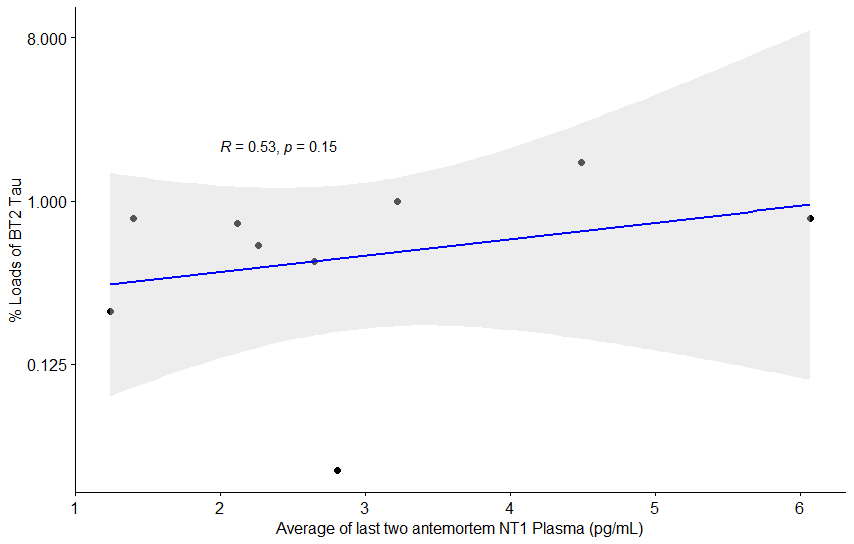 8.000
R = 0.53, p = 0.15
1.000
% Loads of BT2 Tau
0.125
1 2 3 4 5 6
Average of last two antemortem NT1 Plasma (pg/mL)